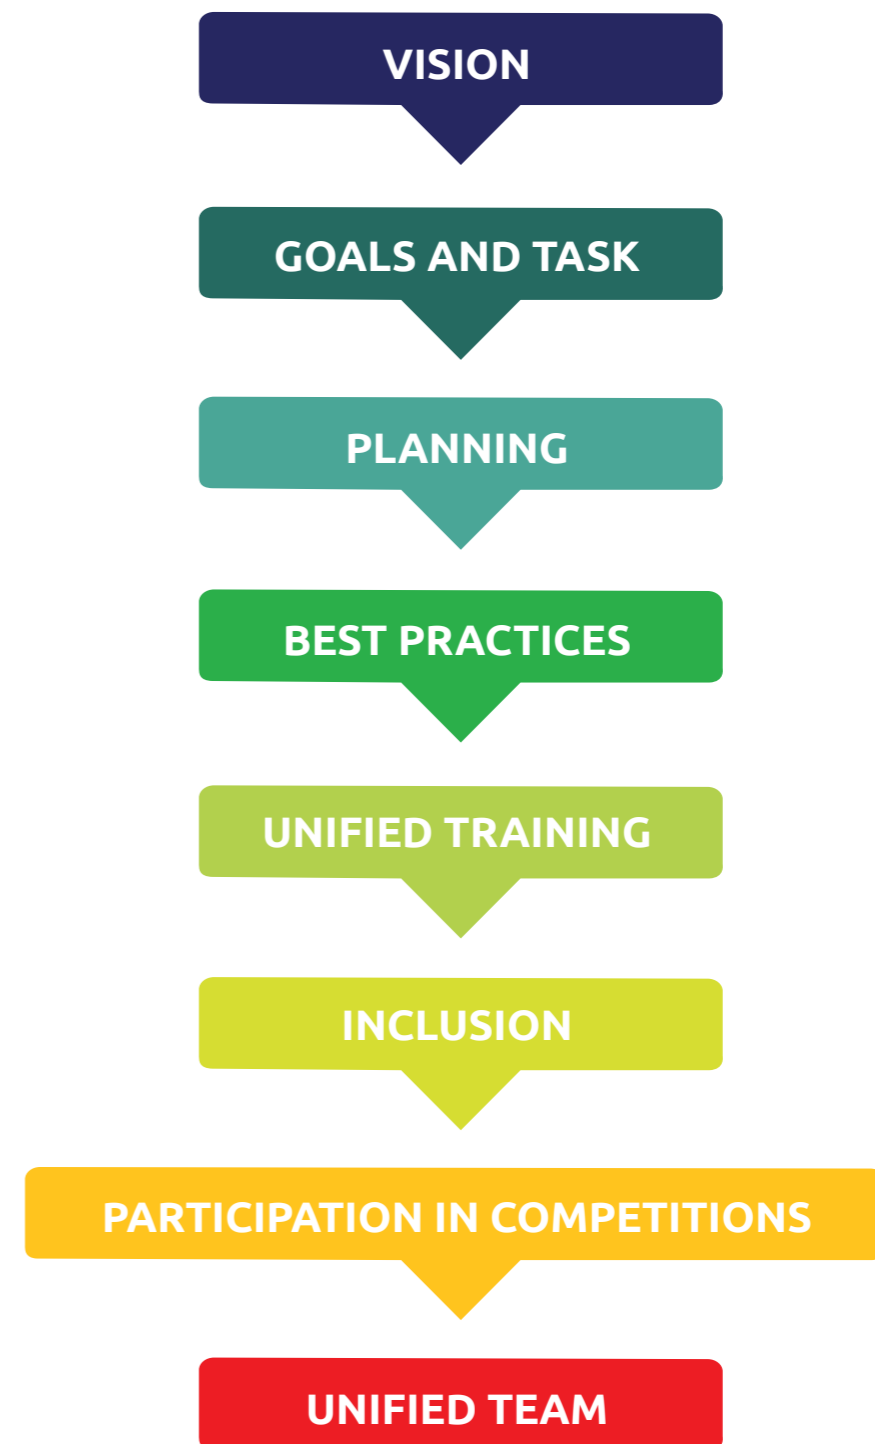 VISION
GOALS AND TASK
PLANNING
BEST PRACTICES
UNIFIED TRAINING
INCLUSION
PARTICIPATION IN COMPETITIONS
UNIFIED TEAM